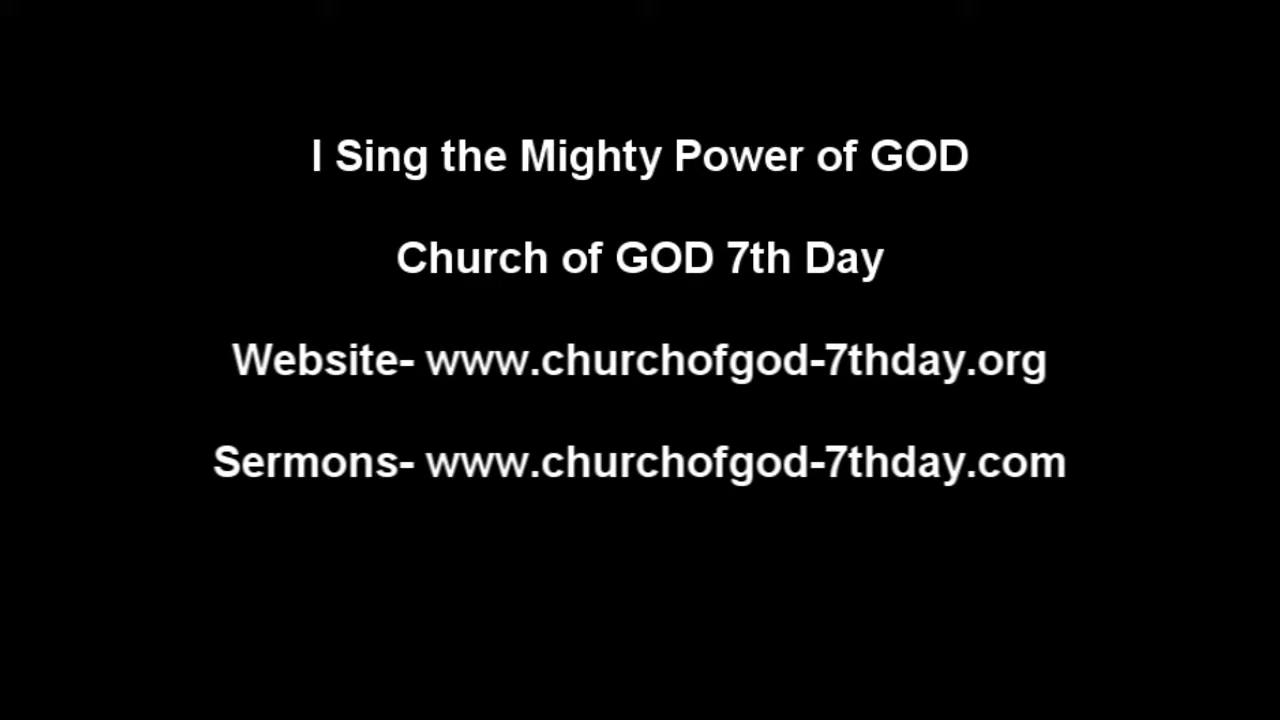 I Sing the Mighty Power of GOD
Church of GOD 7th Day
Website- www.churchofgod-7thday.org
Sermons- www.churchofgod-7thday.com